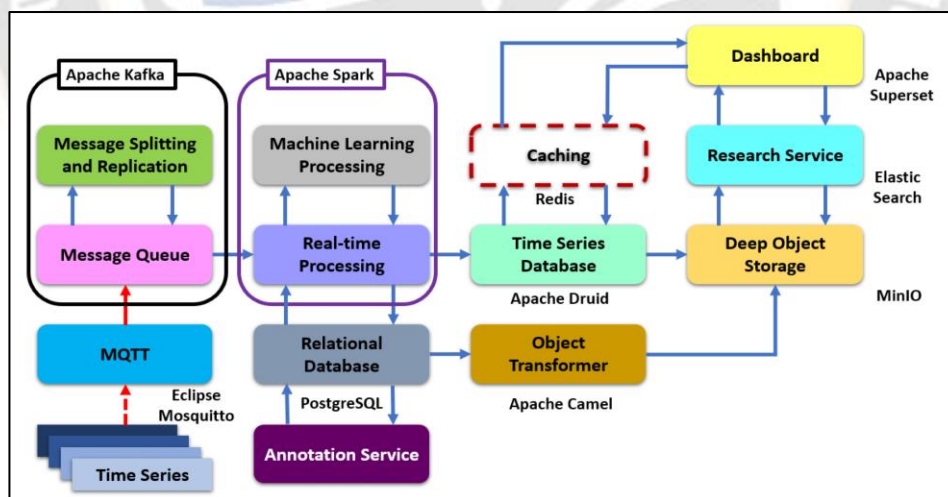 Dashboard
Apache Kafka
Apache Spark
Apache
Superset
Message Splitting
and Replication
Machine Learning
Processing
Caching
Research Service
Redis
Elastic
Search
Message Queue
Real-time
Processing
Time Series
Database
Deep Object
Storage
Apache Druid
MinIO
MQTT
Relational
Database
Object
Transformer
Eclipse
Mosquitto
PostgreSQL
Apache Camel
Time Series
Annotation Service